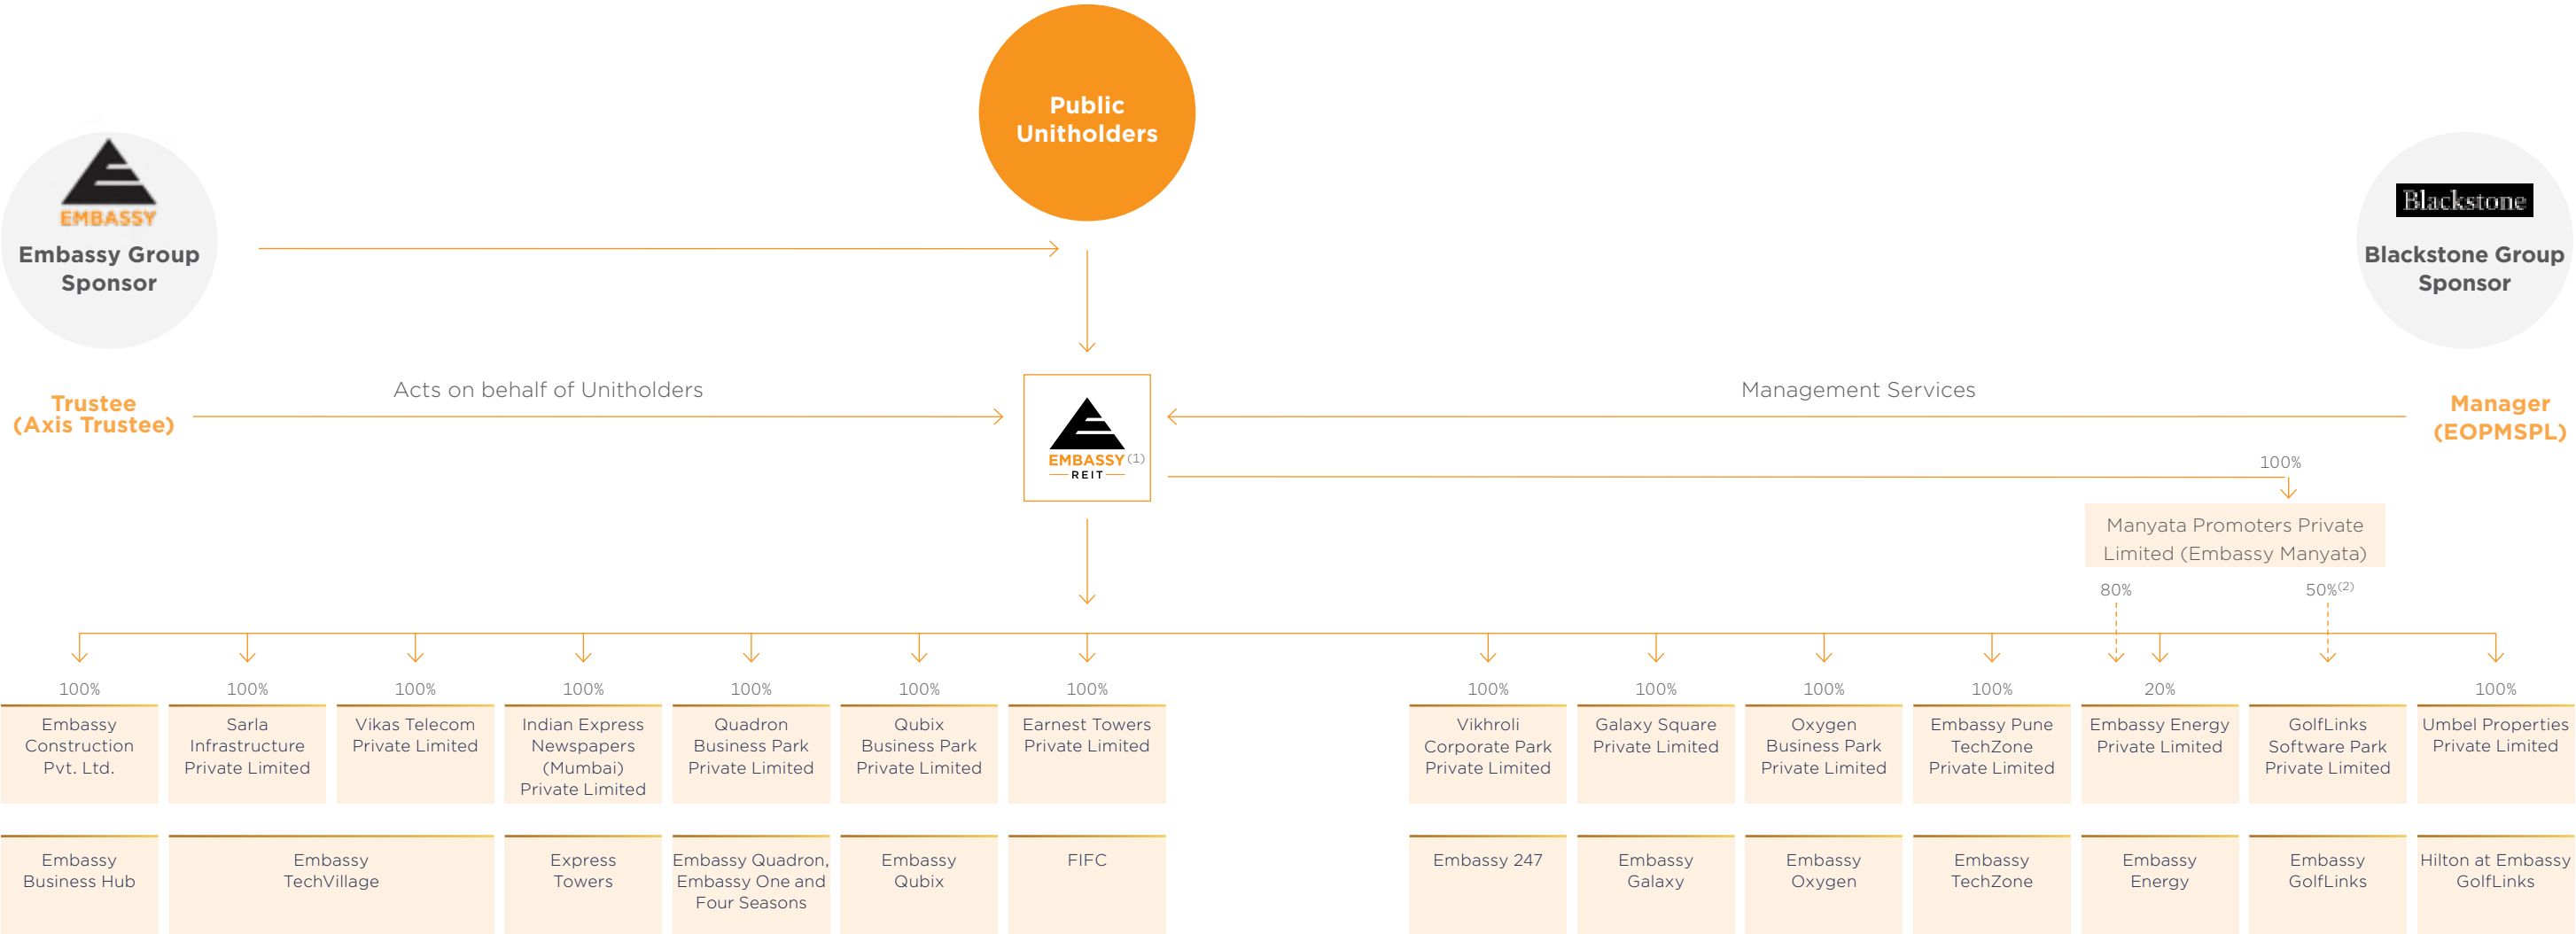 Public
Unitholders
EMBASSY
Embassy Group
Sponsor
Blackstone
Blackstone Group
Sponsor
Trustee
(Axis Trustee)
Acts on behalf of Unitholders
EMBASSY(1)
REIT
Management Services
Manager
(EOPMSPL)
100%
Manyata Promoters Private
Limited (Embassy Manyata)
80%
50%(2)
100%
Embassy
Construction
Pvt. Ltd.
100%
Sarla
Infrastructure
Private Limited
100%
Vikas Telecom
Private Limited
100%
Indian Express
Newspapers
(Mumbai)
Private Limited
100%
Quadron
Business Park
Private Limited
100%
Qubix
Business Park
Private Limited
100%
Earnest Towers
Private Limited
100%
Vikhroli
Corporate Park
Private Limited
100%
Galaxy Square
Private Limited
100%
Oxygen
Business Park
Private Limited
100%
Embassy Pune
TechZone
Private Limited
20%
Embassy Energy
Private Limited
GolfLinks
Software Park
Private Limited
100%
Umbel Properties
Private Limited
Embassy
Business Hub
Embassy
TechVillage
Express
Towers
Embassy Quadron,
Embassy One and
Four Seasons
Embassy
Qubix
FIFC
Embassy 247
Embassy
Galaxy
Embassy
Oxygen
Embassy
TechZone
Embassy
Energy
Embassy
GolfLinks
Hilton at Embassy
GolfLinks